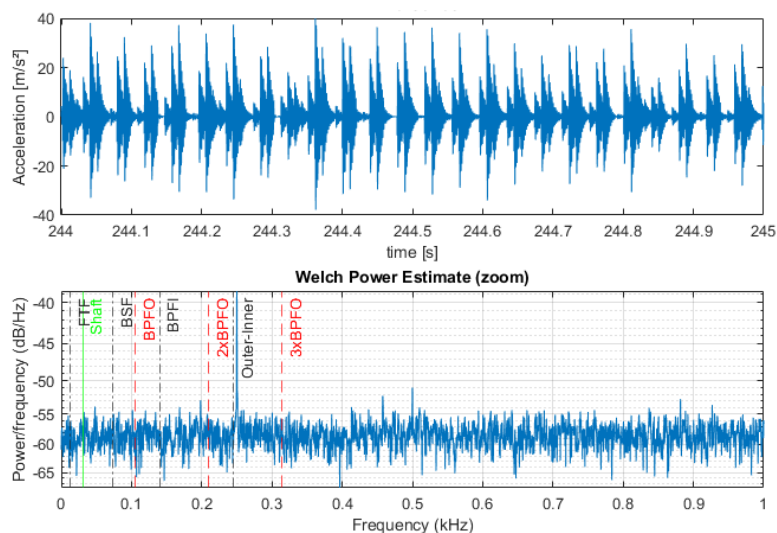 40
20
0
-20
-40
Acceleration [m/s²]
244 244.1 244.2 244.3 244.4 244.5 244.6 244.7 244.8 244.9 245
time [s]
Welch Power Estimate (zoom)
-40
-45
-50
-55
-60
-65
Power/frequency (dB/Hz)
FTF
Shaft
BSF
BPFO
BPFI
2xBPFO
Outer-Inner
3xBPFO
0 0.1 0.2 0.3 0.4 0.5 0.6 0.7 0.8 0.9 1
Frequency (kHz)